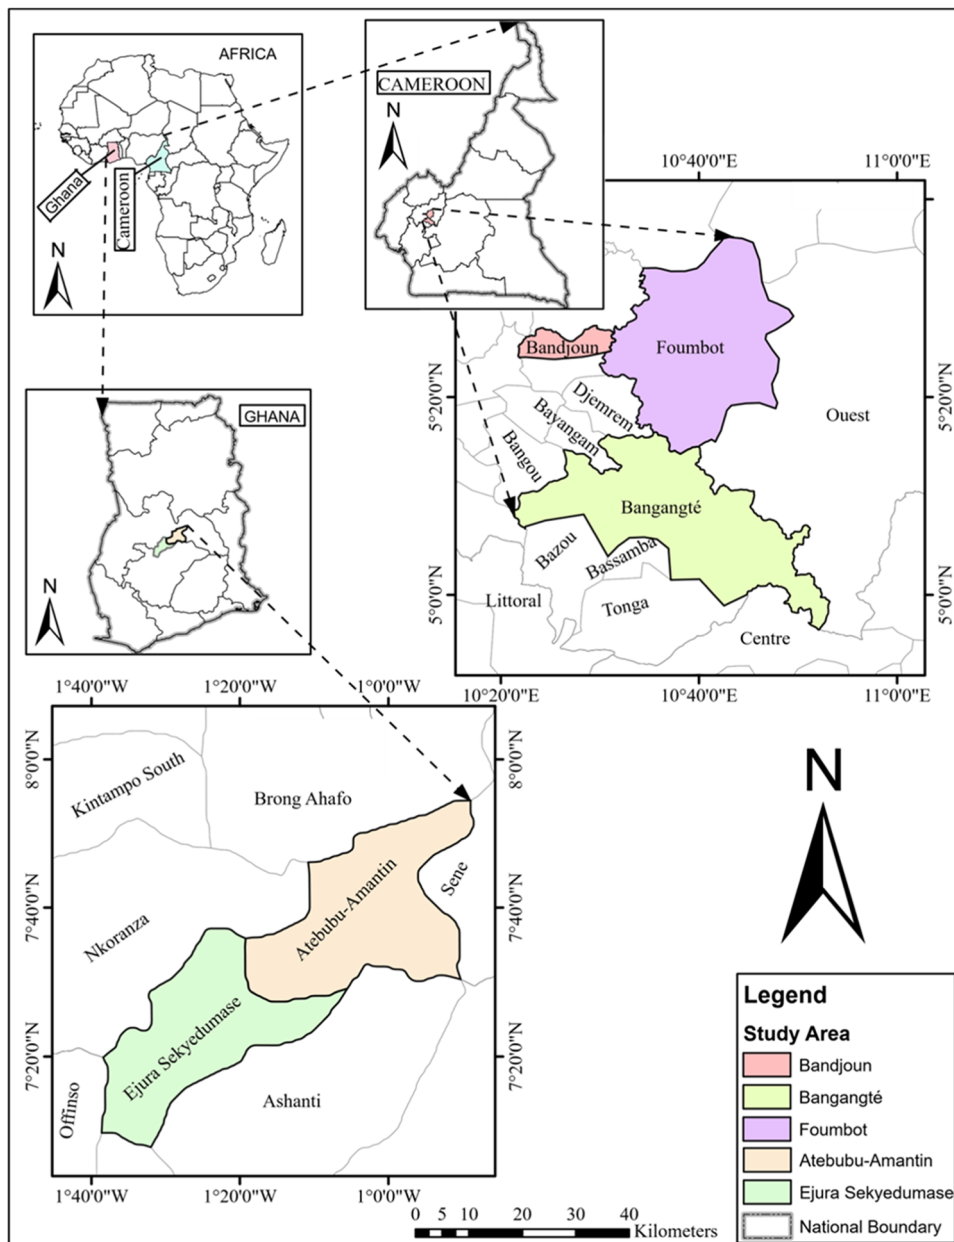 AFRICA
Ghana
Cameroon
N
CAMEROON
N
GHANA
N
10°40'0"E
11°0'0"E
5°20'0"N
5°20'0"N
5°0'0"N
5°0'0"N
Bandjoun
Foumbot
Djemrem
Bayangam
Bangou
Ouest
Bangangté
Bazou
Bassamba
Littoral
Tonga
Centre
10°20'0"E
10°40'0"E
11°0'0"E
1°40'0"W
1°20'0"W
1°0'0"W
8°0'0"N
8°0'0"N
7°40'0"N
7°40'0"N
7°20'0"N
7°20'0"N
Kintampo South
Brong Ahafo
Sene
Atebubu-Amantin
Nkoranza
Ejura Sekyedumase
Offinso
Ashanti
1°40'0"W
1°20'0"W
1°0'0"W
N
Legend
Study Area
Bandjoun
Bangangté
Foumbot
Atebubu-Amantin
Ejura Sekyedumase
National Boundary
0 5 10 20 30 40
Kilometers